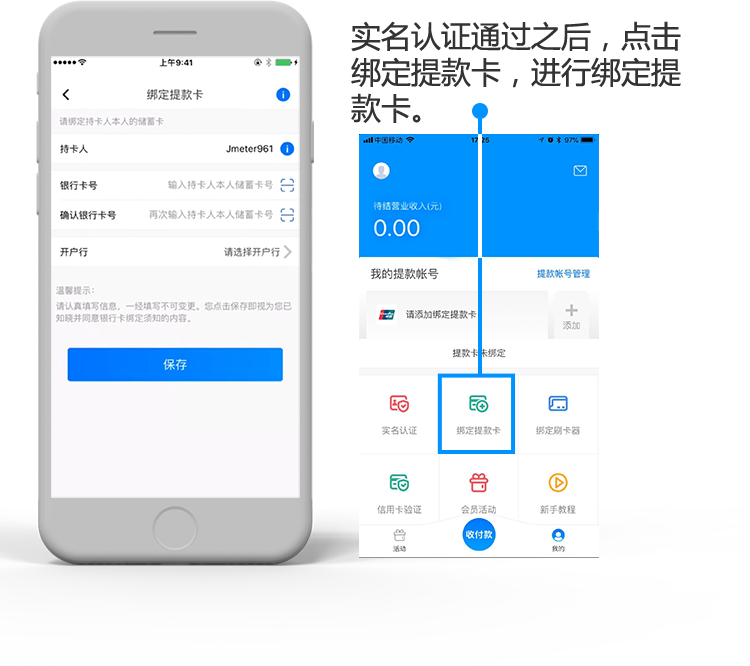 实名认证通过之后，点击
绑定提款卡，进行绑定提
款卡。
上午9:41
绑定提款卡
请绑定持卡人本人的储蓄卡
持卡人 Jmeter961
银行卡号 输入持卡人本人储蓄卡号
确认银行卡号 再次输入持卡人本人储蓄卡号
开户行 请选择开户行
温馨提示:
请认真填写信息，一经填写不可变更。您点击保存即视为您已
知晓并同意银行卡绑定须知的内容。
保存
中国移动 97%
待结营业收入(元)
0.00
我的提款帐号 提款帐号管理
请添加绑定提款卡
添加
提款卡未绑定
实名认证 绑定提款卡 绑定刷卡器
信用卡验证 会员活动 新手教程
活动 收付款 我的